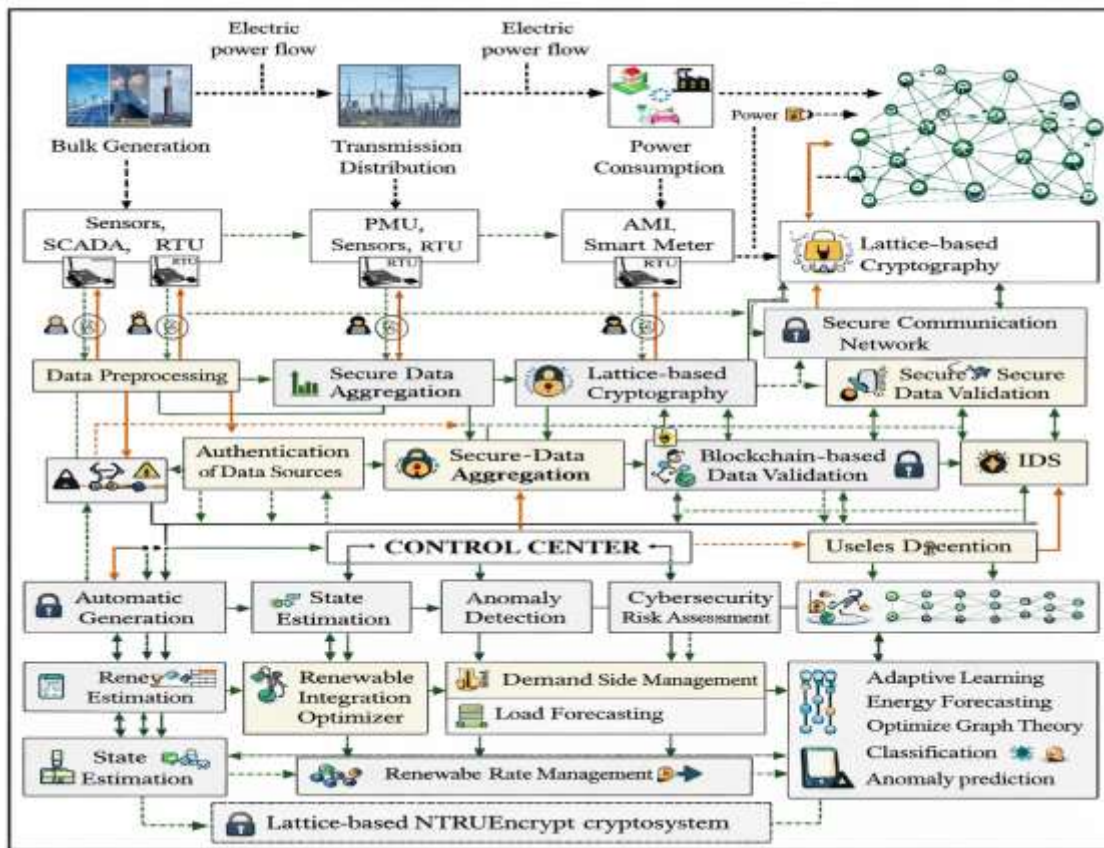 Electric
power flow
Electric
power flow
Bulk Generation
Transmission
Distribution
Power
Consumption
Power
Sensors,
SCADA, RTU
RTU
PMU,
Sensors, RTU
RTU
AMI,
Smart Meter
RTU
Lattice-based
Cryptography
Secure Communication
Network
Data Preprocessing
Secure Data
Aggregation
Lattice-based
Cryptography
Secure Secure
Data Validation
Authentication
of Data Sources
Secure-Data
Aggregation
Blockchain-based
Data Validation
IDS
CONTROL CENTER
Useles
Automatic
Generation
State
Estimation
Anomaly
Detection
Cybersecurity
Risk Assessment
Estimation
Renewable
Integration
Optimizer
Demand Side Management
Load Forecasting
Adaptive Learning
Energy Forecasting
Optimize Graph Theory
Classification
Anomaly prediction
State
Estimation
Renewabe Rate Management
Lattice-based NTRUEncrypt cryptosystem